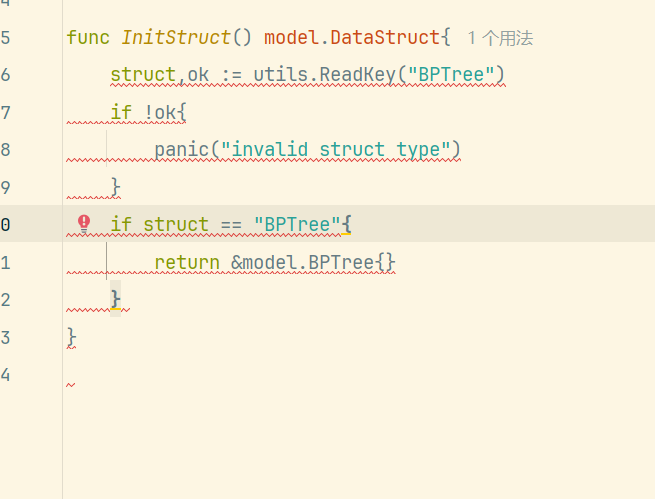 4
5 func InitStruct() model.DataStruct{ 1 个用法
6 struct,ok := utils.ReadKey("BPTree")
7 if !ok{
8 panic("invalid struct type")
9 }
0 if struct == "BPTree"{
1 return &model.BPTree{}
2 }
3 }
4